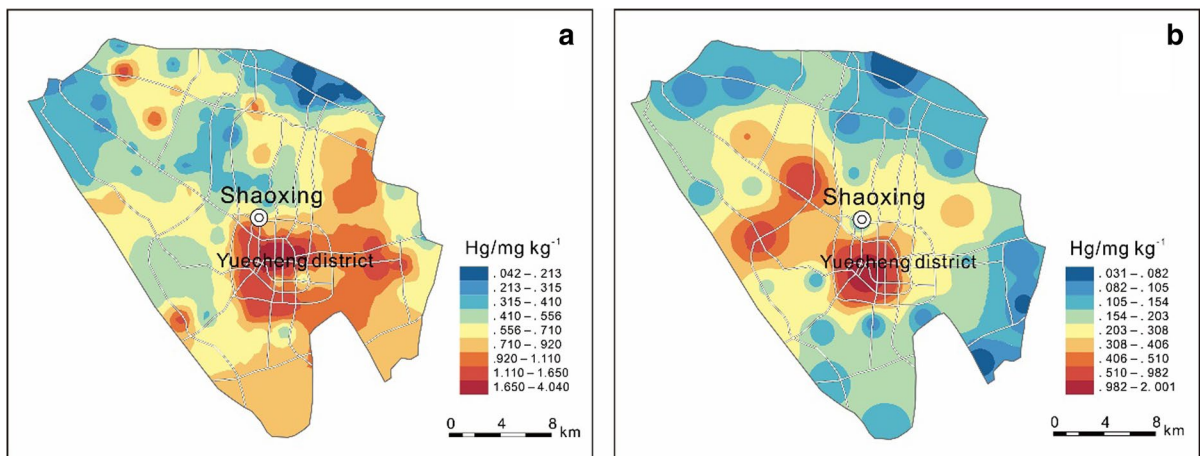 a
Shaoxing
Yuecheng district
Hg/mg kg-1
.042 – .213
.213 – .315
.315 – .410
.410 – .556
.556 – .710
.710 – .920
.920 – 1.110
1.110 – 1.650
1.650 – 4.040
0 4 8
km
b
Shaoxing
Yuecheng district
Hg/mg kg-1
.031 – .082
.082 – .105
.105 – .154
.154 – .203
.203 – .308
.308 – .406
.406 – .510
.510 – .982
.982 – 2.001
0 4 8
km